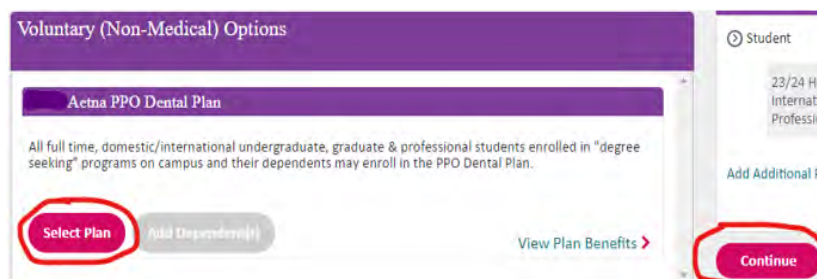 Voluntary (Non-Medical) Options
Aetna PPO Dental Plan
All full time, domestic/international undergraduate, graduate & professional students enrolled in "degree
seeking" programs on campus and their dependents may enroll in the PPO Dental Plan.
Select Plan
Add Dependent(s)
View Plan Benefits
Student
23/24 H
Internat
Professi
Add Additional
Continue